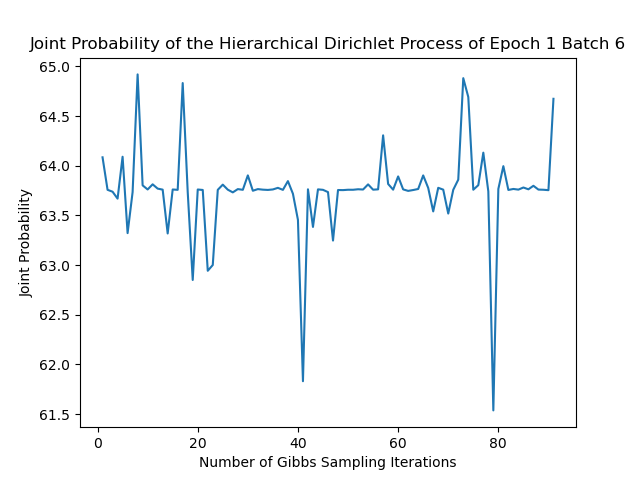 Joint Probability of the Hierarchical Dirichlet Process of Epoch 1 Batch 6
65.0
64.5
64.0
63.5
63.0
62.5
62.0
61.5
Joint Probability
0 20 40 60 80
Number of Gibbs Sampling Iterations